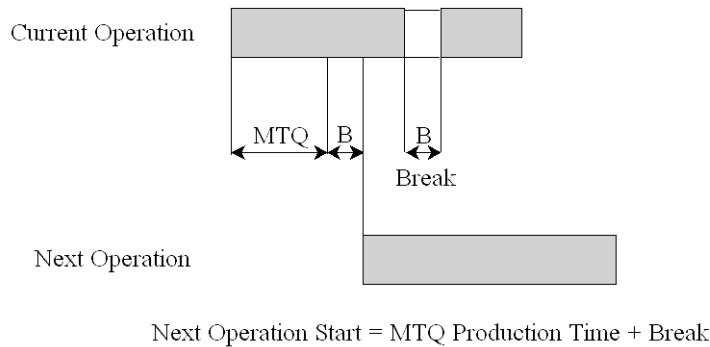 Current Operation
MTQ
B
B
Break
Next Operation
Next Operation Start = MTQ Production Time + Break